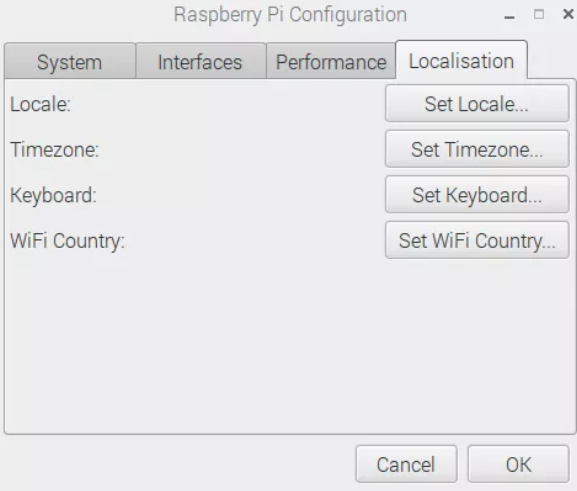 Raspberry Pi Configuration
System Interfaces Performance Localisation
Locale: Set Locale...
Timezone: Set Timezone...
Keyboard: Set Keyboard...
WiFi Country: Set WiFi Country...
Cancel OK